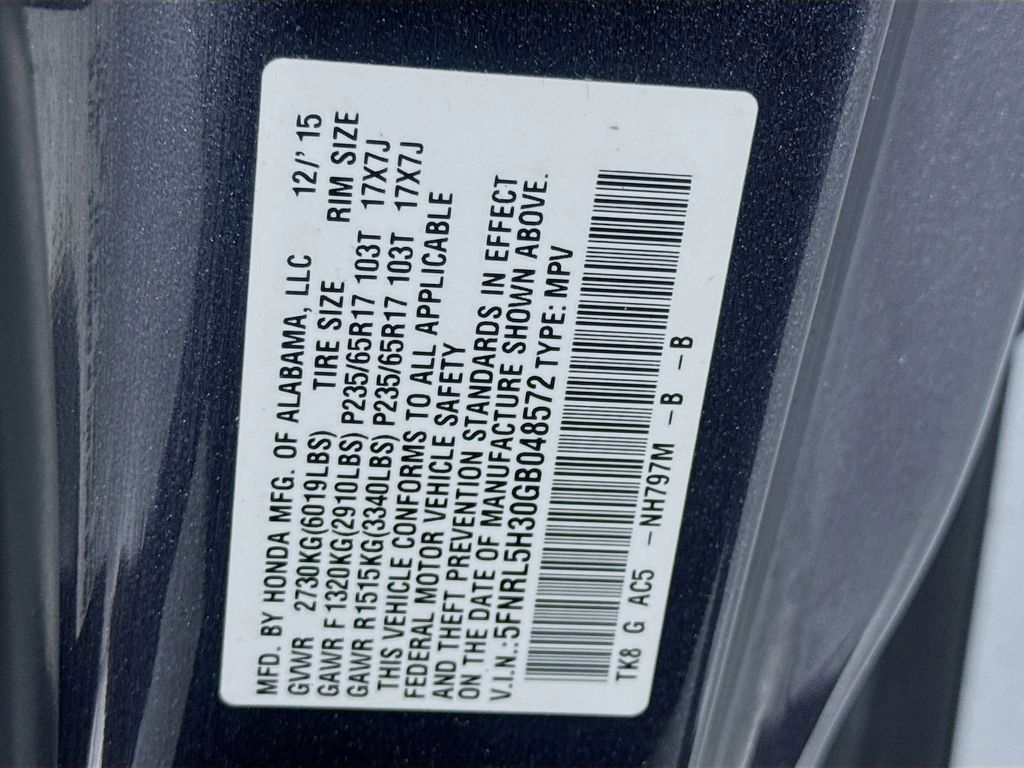 MFD. BY HONDA MFG. OF ALABAMA, LLC 12/' 15
GVWR 2730KG(6019LBS) TIRE SIZE RIM SIZE
GAWR F 1320KG(2910LBS) P235/65R17 103T 17X7J
GAWR R1515KG(3340LBS) P235/65R17 103T 17X7J
THIS VEHICLE CONFORMS TO ALL APPLICABLE
FEDERAL MOTOR VEHICLE SAFETY
AND THEFT PREVENTION STANDARDS IN EFFECT
ON THE DATE OF MANUFACTURE SHOWN ABOVE.
V.I.N.:5FNRL5H30GB048572 TYPE: MPV
TK8 G AC5 -NH797M -B -B